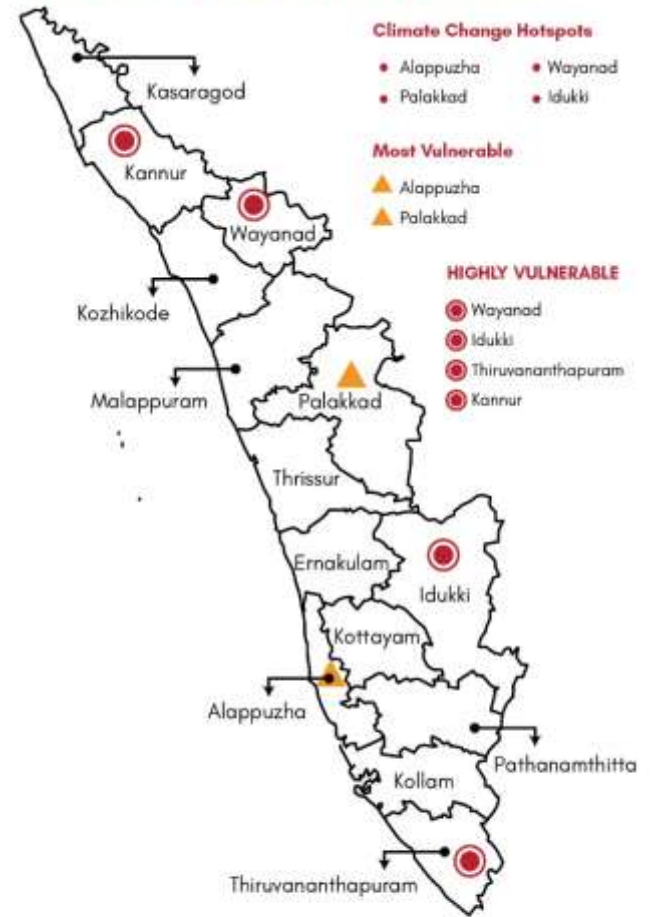 Climate Change Hotspots
Alappuzha
Wayanad
Palakkad
Idukki
Most Vulnerable
Alappuzha
Palakkad
HIGHLY VULNERABLE
Wayanad
Idukki
Thiruvananthapuram
Kannur
Kasaragod
Kannur
Wayanad
Kozhikode
Malappuram
Palakkad
Thrissur
Ernakulam
Idukki
Kottayam
Alappuzha
Pathanamthitta
Kollam
Thiruvananthapuram